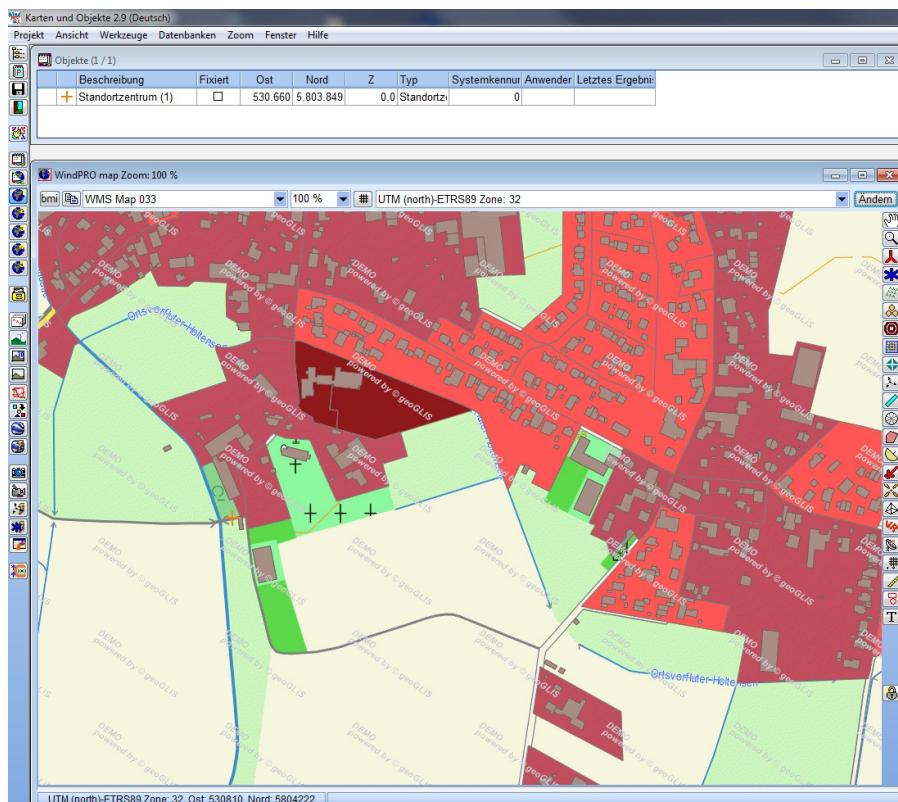 Karten und Objekte 2.9 (Deutsch)
Projekt Ansicht Werkzeuge Datenbanken Zoom Fenster Hilfe
Objekte (1 / 1)
Beschreibung Fixiert Ost Nord Z Typ Systemkennur Anwender Letztes Ergebni
Standortzentrum (1) 530.660 5.803.849 0,0 Standortz 0
WindPRO map Zoom: 100 %
bmi WMS Map 033 100 % UTM (north)-ETRS89 Zone: 32 Ändern
DEMO
powered by © geoGLIS
Ortsvorfluter-Holtensen
Ortsvorfluter-Holtensen
UTM (north)-ETRS89 Zone: 32, Ost: 530810, Nord: 5804222